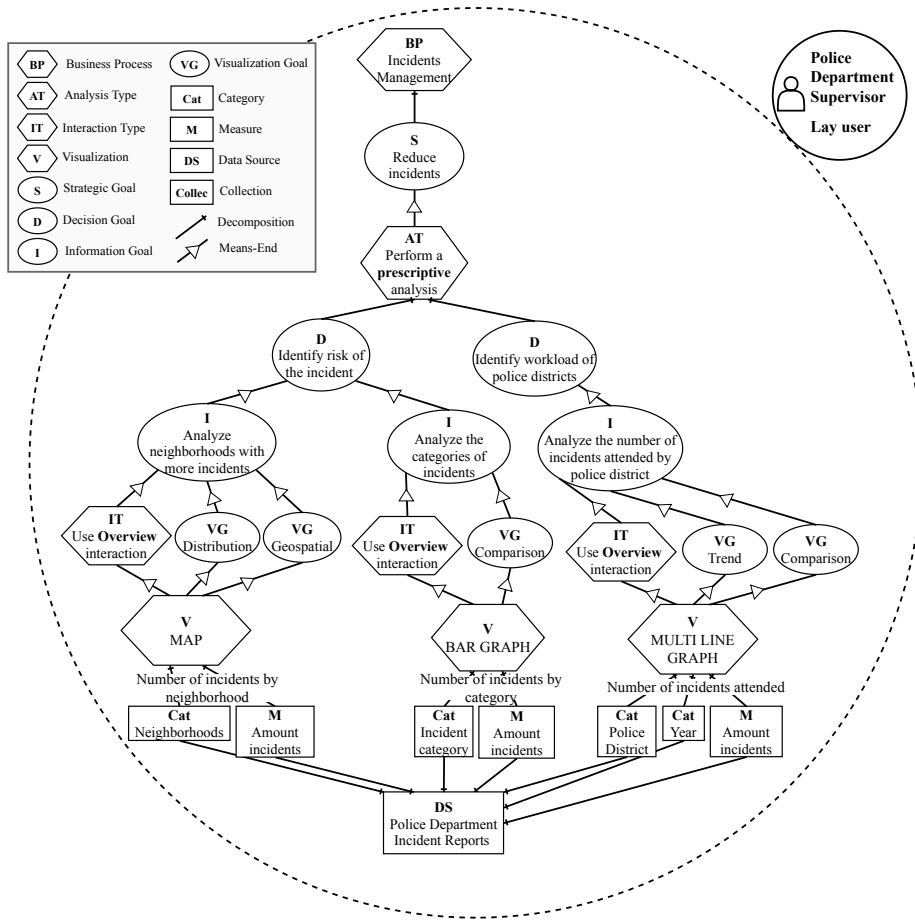 BP
Business Process
AT
Analysis Type
IT
Interaction Type
V
Visualization
S
Strategic Goal
D
Decision Goal
I
Information Goal
VG
Visualization Goal
Cat
Category
M
Measure
DS
Data Source
Collec
Collection
Decomposition
Means-End
Police
Department
Supervisor
Lay user
BP
Incidents
Management
S
Reduce
incidents
AT
Perform a
prescriptive
analysis
D
Identify risk of
the incident
D
Identify workload of
police districts
I
Analyze
neighborhoods with
more incidents
I
Analyze the
categories of
incidents
I
Analyze the number of
incidents attended by
police district
IT
Use Overview
interaction
VG
Distribution
VG
Geospatial
IT
Use Overview
interaction
VG
Comparison
IT
Use Overview
interaction
VG
Trend
VG
Comparison
V
MAP
V
BAR GRAPH
V
MULTI LINE
GRAPH
Number of incidents by
neighborhood
Number of incidents by
category
Number of incidents attended
Cat
Neighborhoods
M
Amount
incidents
Cat
Incident
category
M
Amount
incidents
Cat
Police
District
Cat
Year
M
Amount
incidents
DS
Police Department
Incident Reports